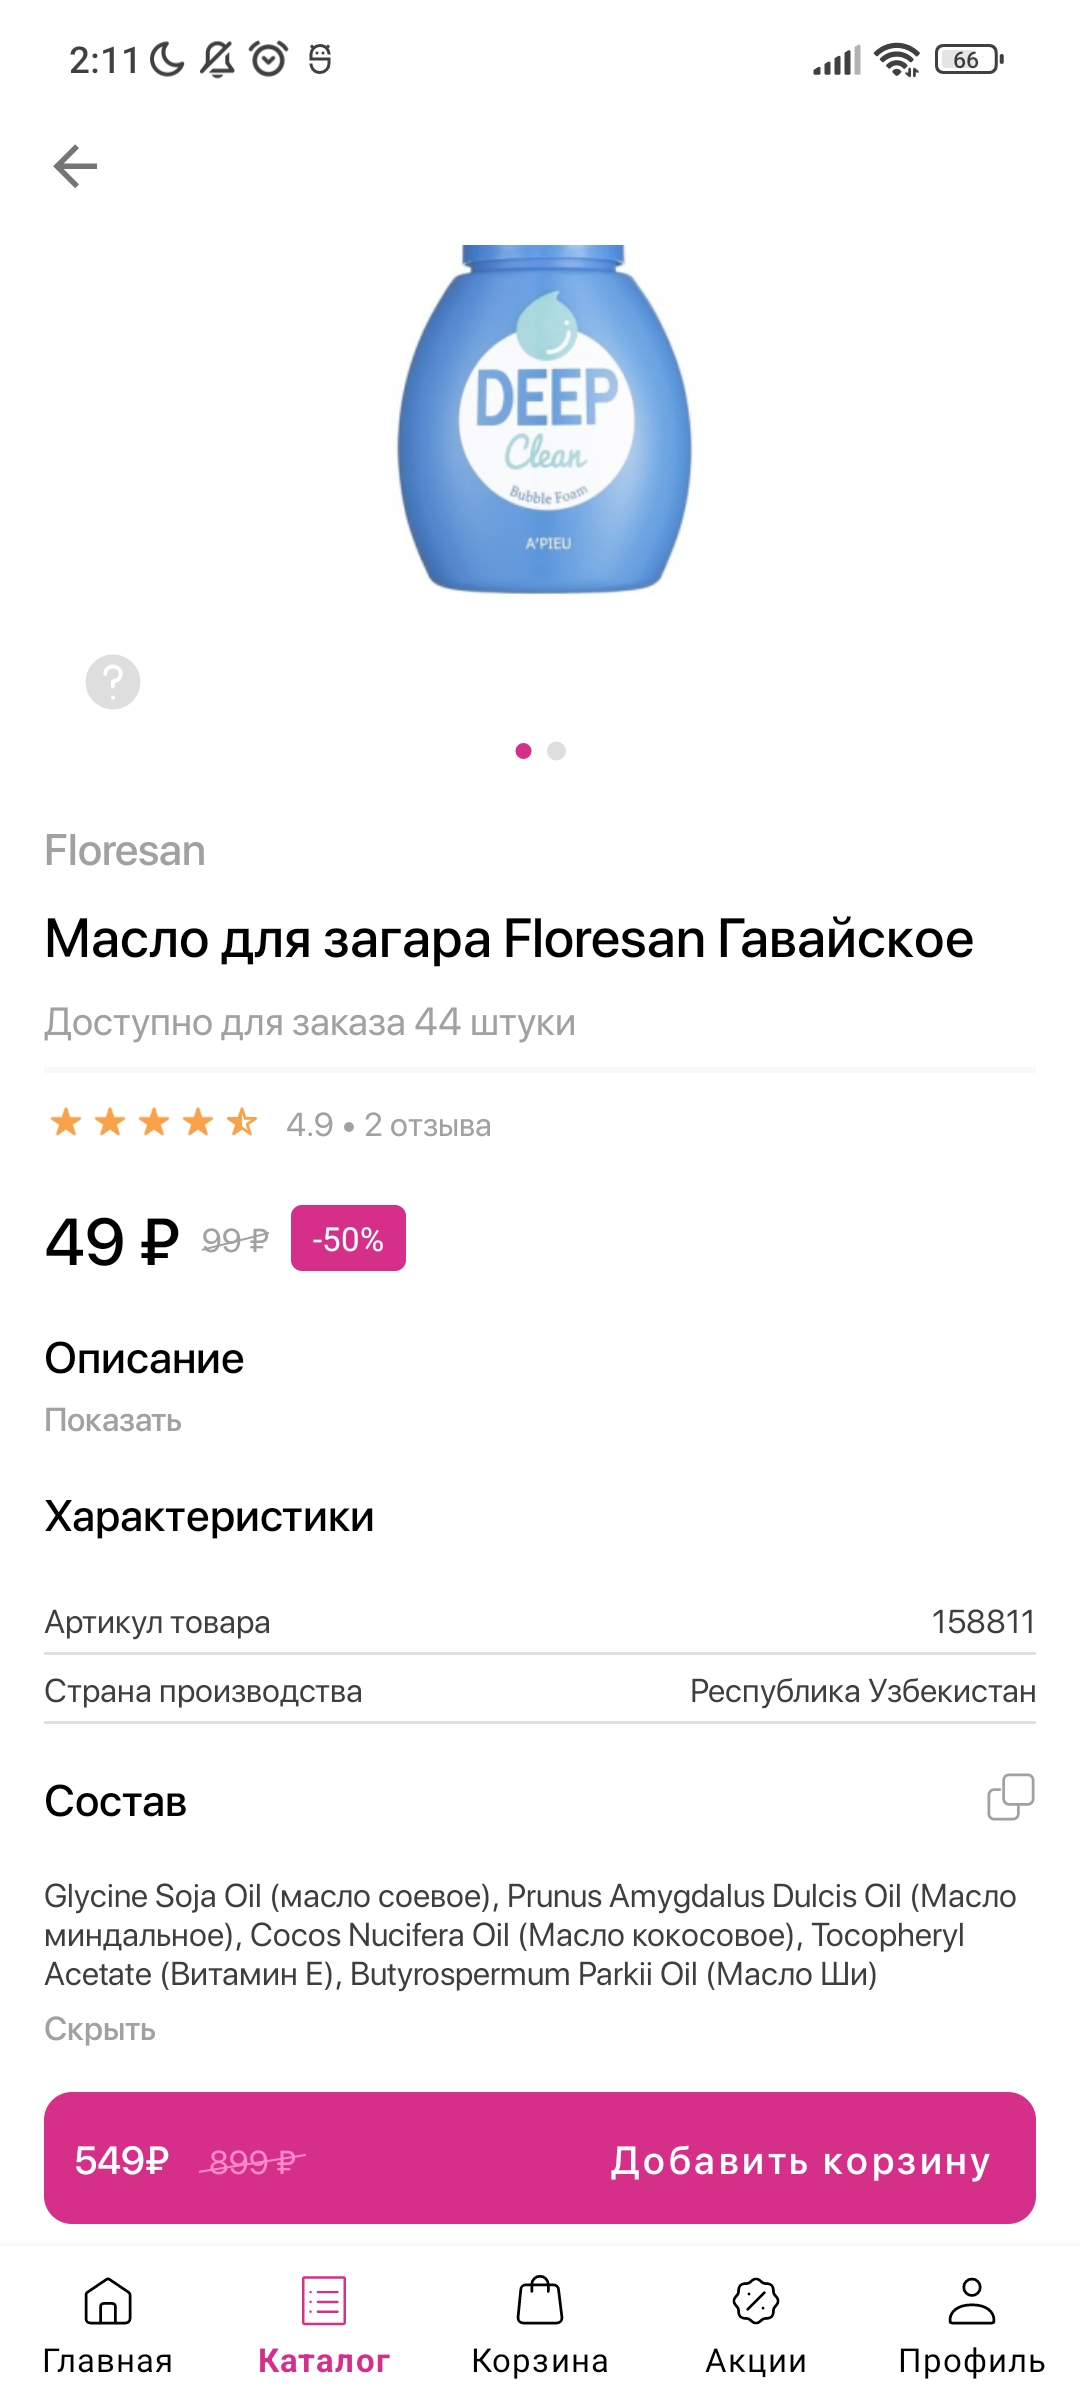 2:11
66
DEEP
Clean
Bubble Foam
A'PIEU
?
Floresan
Масло для загара Floresan Гавайское
Доступно для заказа 44 штуки
4.9 • 2 отзыва
49 ₽ 99 ₽ -50%
Описание
Показать
Характеристики
Артикул товара 158811
Страна производства Республика Узбекистан
Состав
Glycine Soja Oil (масло соевое), Prunus Amygdalus Dulcis Oil (Масло
миндальное), Cocos Nucifera Oil (Масло кокосовое), Tocopheryl
Acetate (Витамин Е), Butyrospermum Parkii Oil (Масло Ши)
Скрыть
549₽ 899 ₽ Добавить корзину
Главная Каталог Корзина Акции Профиль